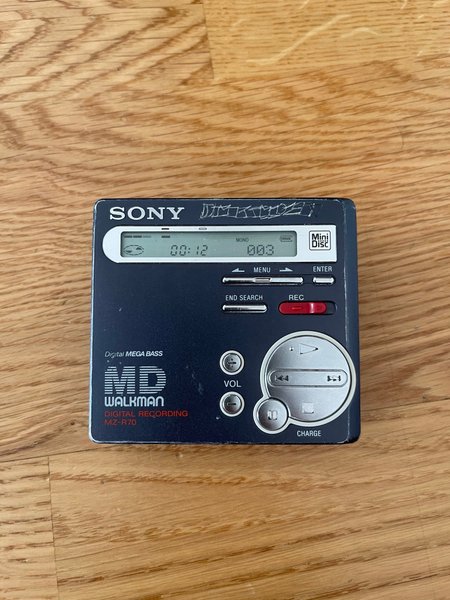 SONY
MONO
00:12 003
Mini
Disc
MENU ENTER
END SEARCH REC
Digital MEGA BASS
MD
WALKMAN
VOL
DIGITAL RECORDING
MZ-R70
CHARGE